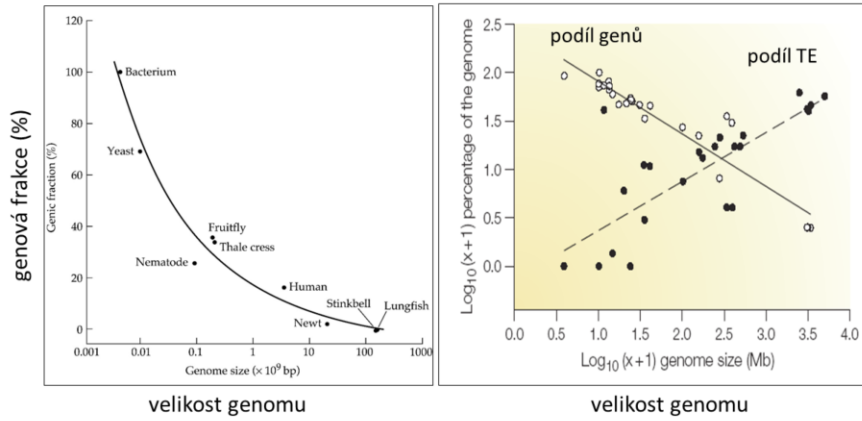 genová frakce (%)
Genic fraction (%)
120
100
80
60
40
20
0
Bacterium
Yeast
Fruitfly
Thale cress
Nematode
Human
Stinkbell
Lungfish
Newt
0.001
0.01
0.1
1
10
100
1000
Genome size (× 10⁹ bp)
velikost genomu
podíl genů
podíl TE
Log10 (x+1) percentage of the genome
2.5
2.0
1.5
1.0
0.5
0.0
0.0
0.5
1.0
1.5
2.0
2.5
3.0
3.5
4.0
Log10 (x+1) genome size (Mb)
velikost genomu